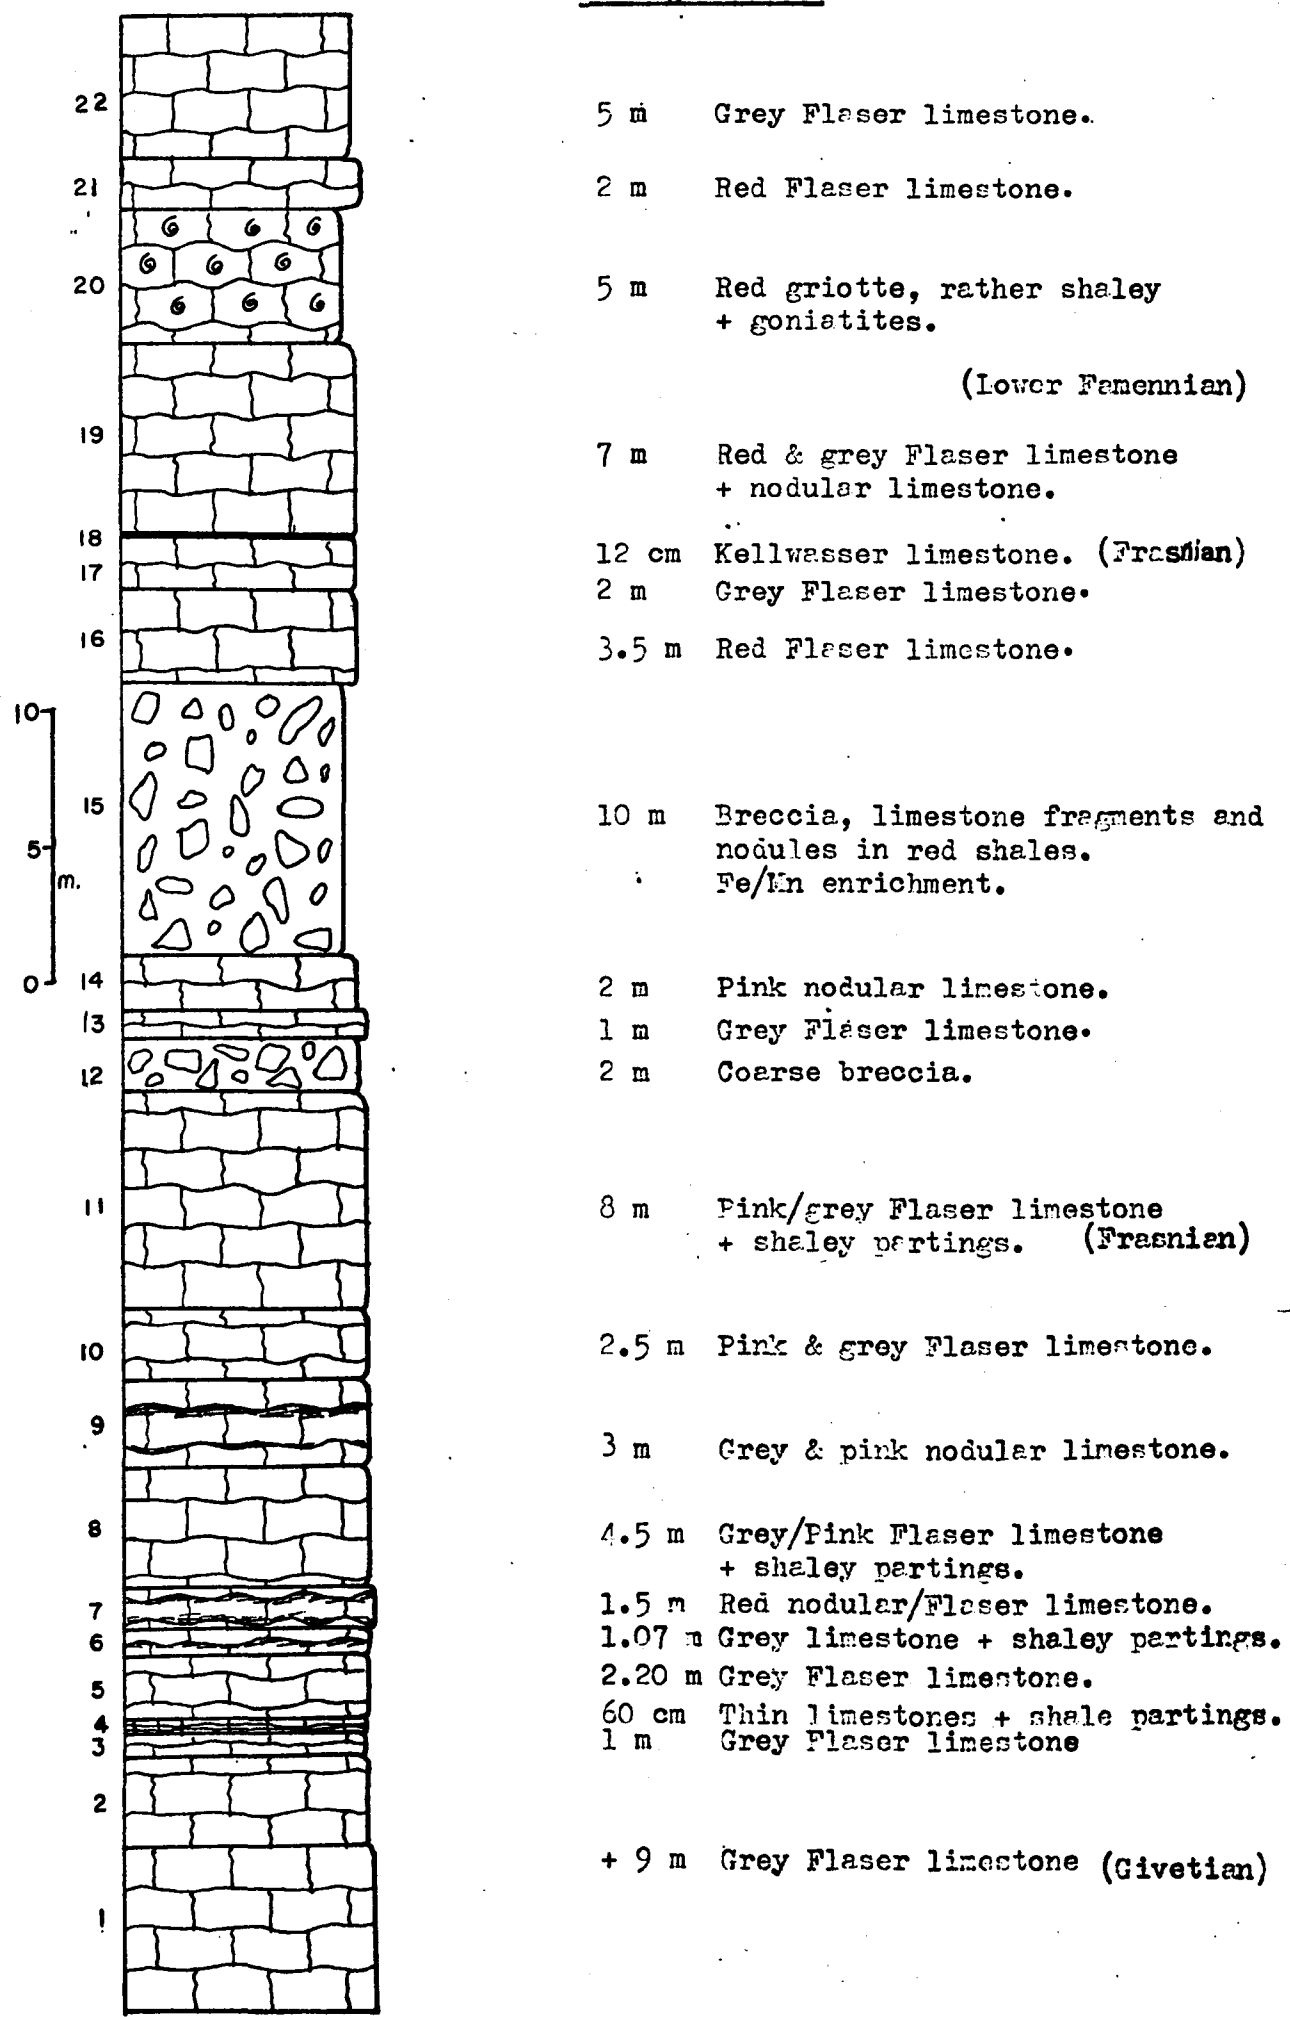 22
5 m Grey Flaser limestone.
21
2 m Red Flaser limestone.
20
5 m Red griotte, rather shaley
+ goniatites.
(Lower Famennian)
19
7 m Red & grey Flaser limestone
+ nodular limestone.
18
12 cm Kellwasser limestone. (Frasnian)
17
2 m Grey Flaser limestone.
16
3.5 m Red Flaser limestone.
10
5
m.
0
15
10 m Breccia, limestone fragments and
nodules in red shales.
Fe/Mn enrichment.
14
2 m Pink nodular limestone.
13
1 m Grey Flaser limestone.
12
2 m Coarse breccia.
11
8 m Pink/grey Flaser limestone
+ shaley partings. (Frasnian)
10
2.5 m Pink & grey Flaser limestone.
9
3 m Grey & pink nodular limestone.
8
4.5 m Grey/Pink Flaser limestone
+ shaley partings.
7
1.5 m Red nodular/Flaser limestone.
6
1.07 m Grey limestone + shaley partings.
5
2.20 m Grey Flaser limestone.
4
60 cm Thin limestones + shale partings.
3
1 m Grey Flaser limestone
2
+ 9 m Grey Flaser limestone (Givetian)
1